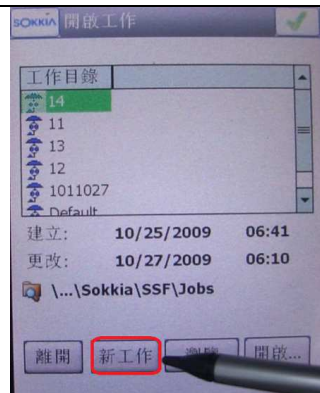 SOKKIA 開啟工作
工作目錄
14
11
13
12
1011027
Default
建立: 10/25/2009 06:41
更改: 10/27/2009 06:10
\...\Sokkia\SSF\Jobs
離開 新工作 瀏覽 開啟...